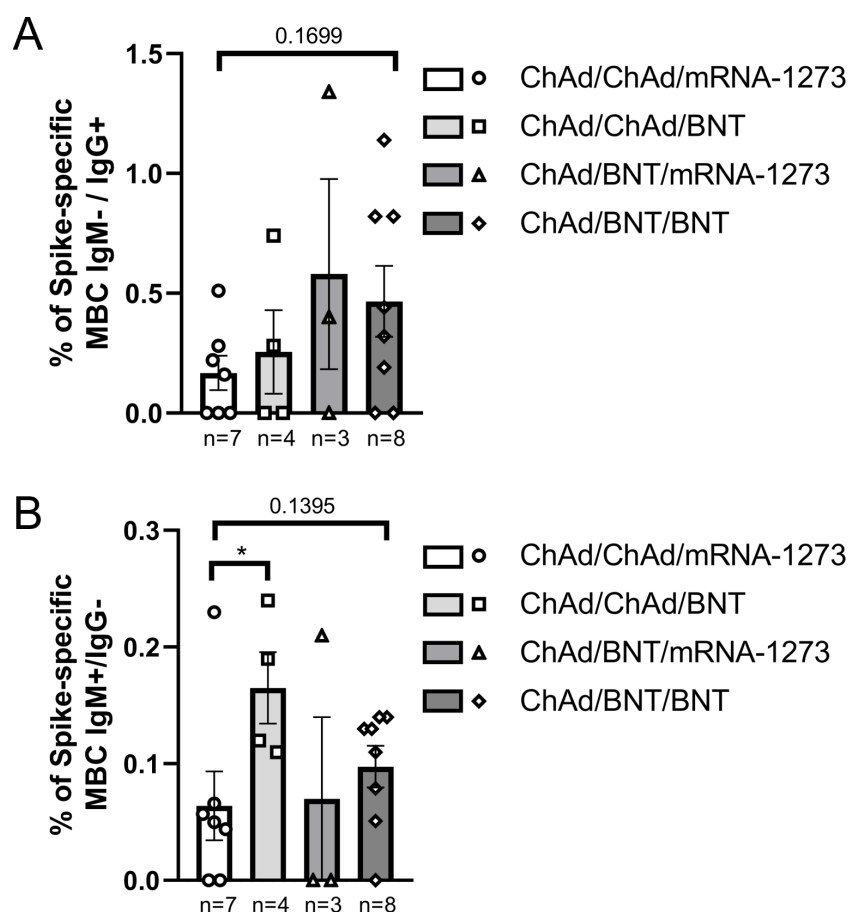 A
0.1699
1.5
1.0
0.5
0.0
% of Spike-specific
MBC IgM- / IgG+
n=7 n=4 n=3 n=8
ChAd/ChAd/mRNA-1273
ChAd/ChAd/BNT
ChAd/BNT/mRNA-1273
ChAd/BNT/BNT
B
0.1395
*
0.3
0.2
0.1
0.0
% of Spike-specific
MBC IgM+/IgG-
n=7 n=4 n=3 n=8
ChAd/ChAd/mRNA-1273
ChAd/ChAd/BNT
ChAd/BNT/mRNA-1273
ChAd/BNT/BNT